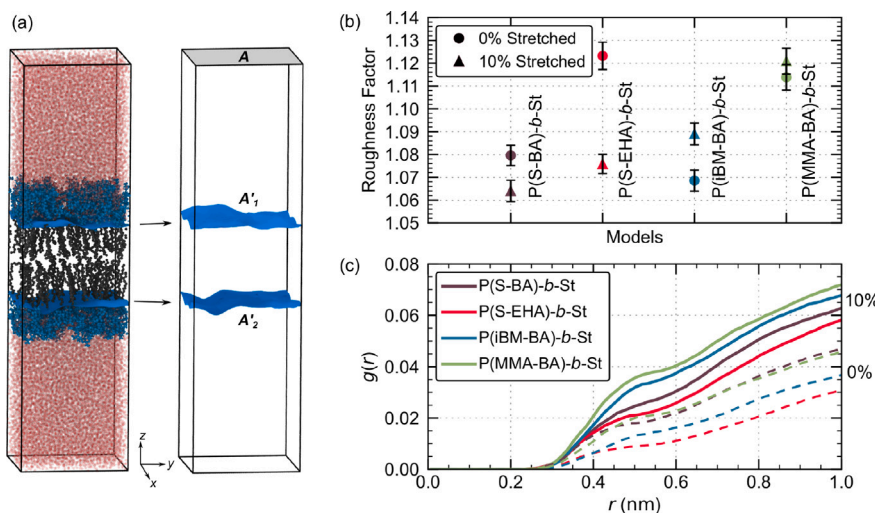 (a)
A
A'1
A'2
z
y
x
(b)
Roughness Factor
1.14
1.13
1.12
1.11
1.10
1.09
1.08
1.07
1.06
1.05
0% Stretched
10% Stretched
P(S-BA)-b-St
P(S-EHA)-b-St
P(iBM-BA)-b-St
P(MMA-BA)-b-St
Models
(c)
g(r)
0.08
0.06
0.04
0.02
0.00
P(S-BA)-b-St
P(S-EHA)-b-St
P(iBM-BA)-b-St
P(MMA-BA)-b-St
10%
0%
0.0 0.2 0.4 0.6 0.8 1.0
r (nm)